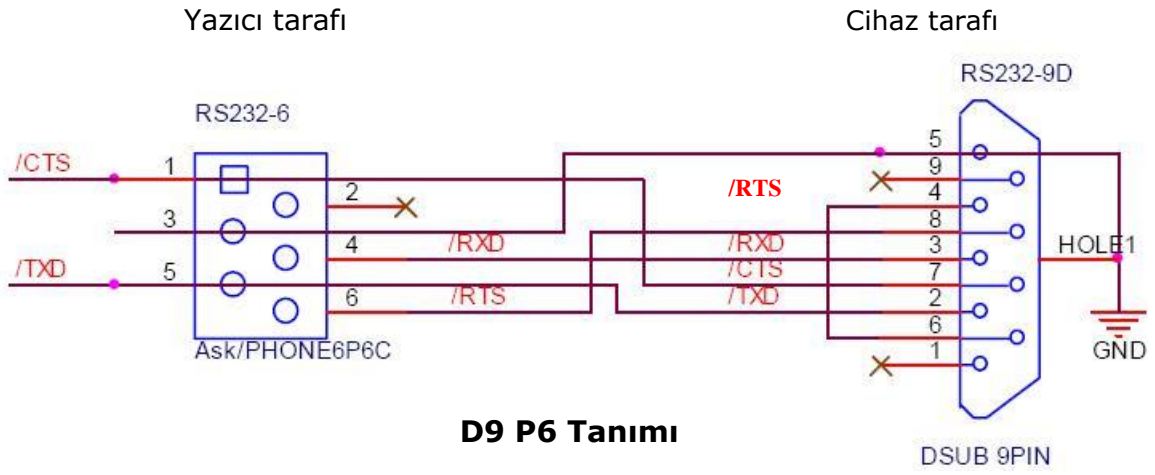 Yazıcı tarafı
Cihaz tarafı
RS232-9D
RS232-6
/CTS
1
2
3
/TXD
5
4
/RXD
6
/RTS
Ask/PHONE6P6C
/RTS
/RXD
/CTS
/TXD
5
9
4
8
3
7
2
6
1
HOLE1
GND
D9 P6 Tanımı
DSUB 9PIN